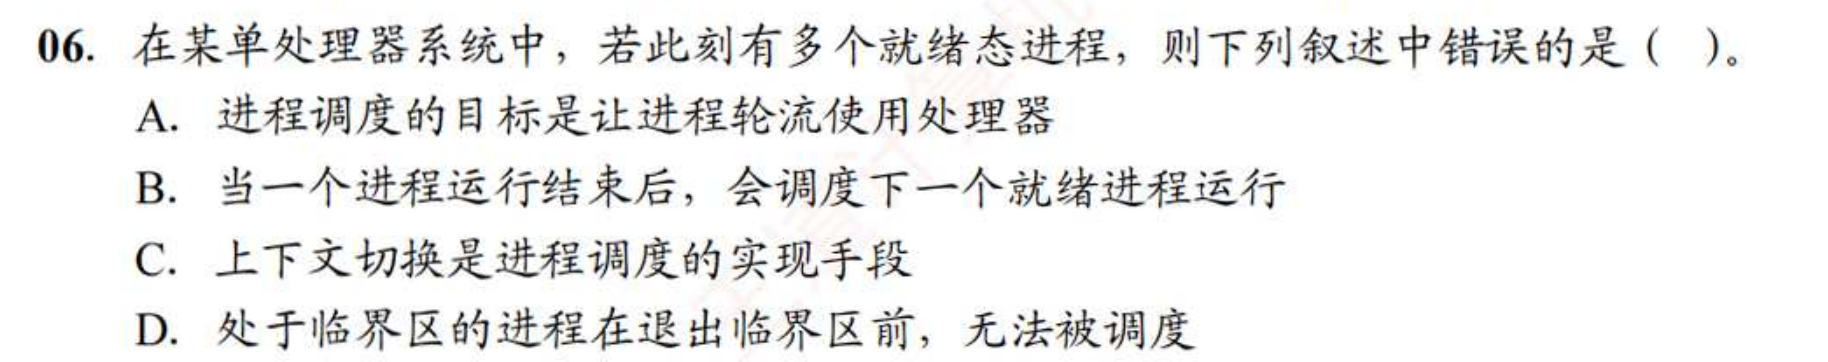 06. 在某单处理器系统中，若此刻有多个就绪态进程，则下列叙述中错误的是（　）。
A. 进程调度的目标是让进程轮流使用处理器
B. 当一个进程运行结束后，会调度下一个就绪进程运行
C. 上下文切换是进程调度的实现手段
D. 处于临界区的进程在退出临界区前，无法被调度